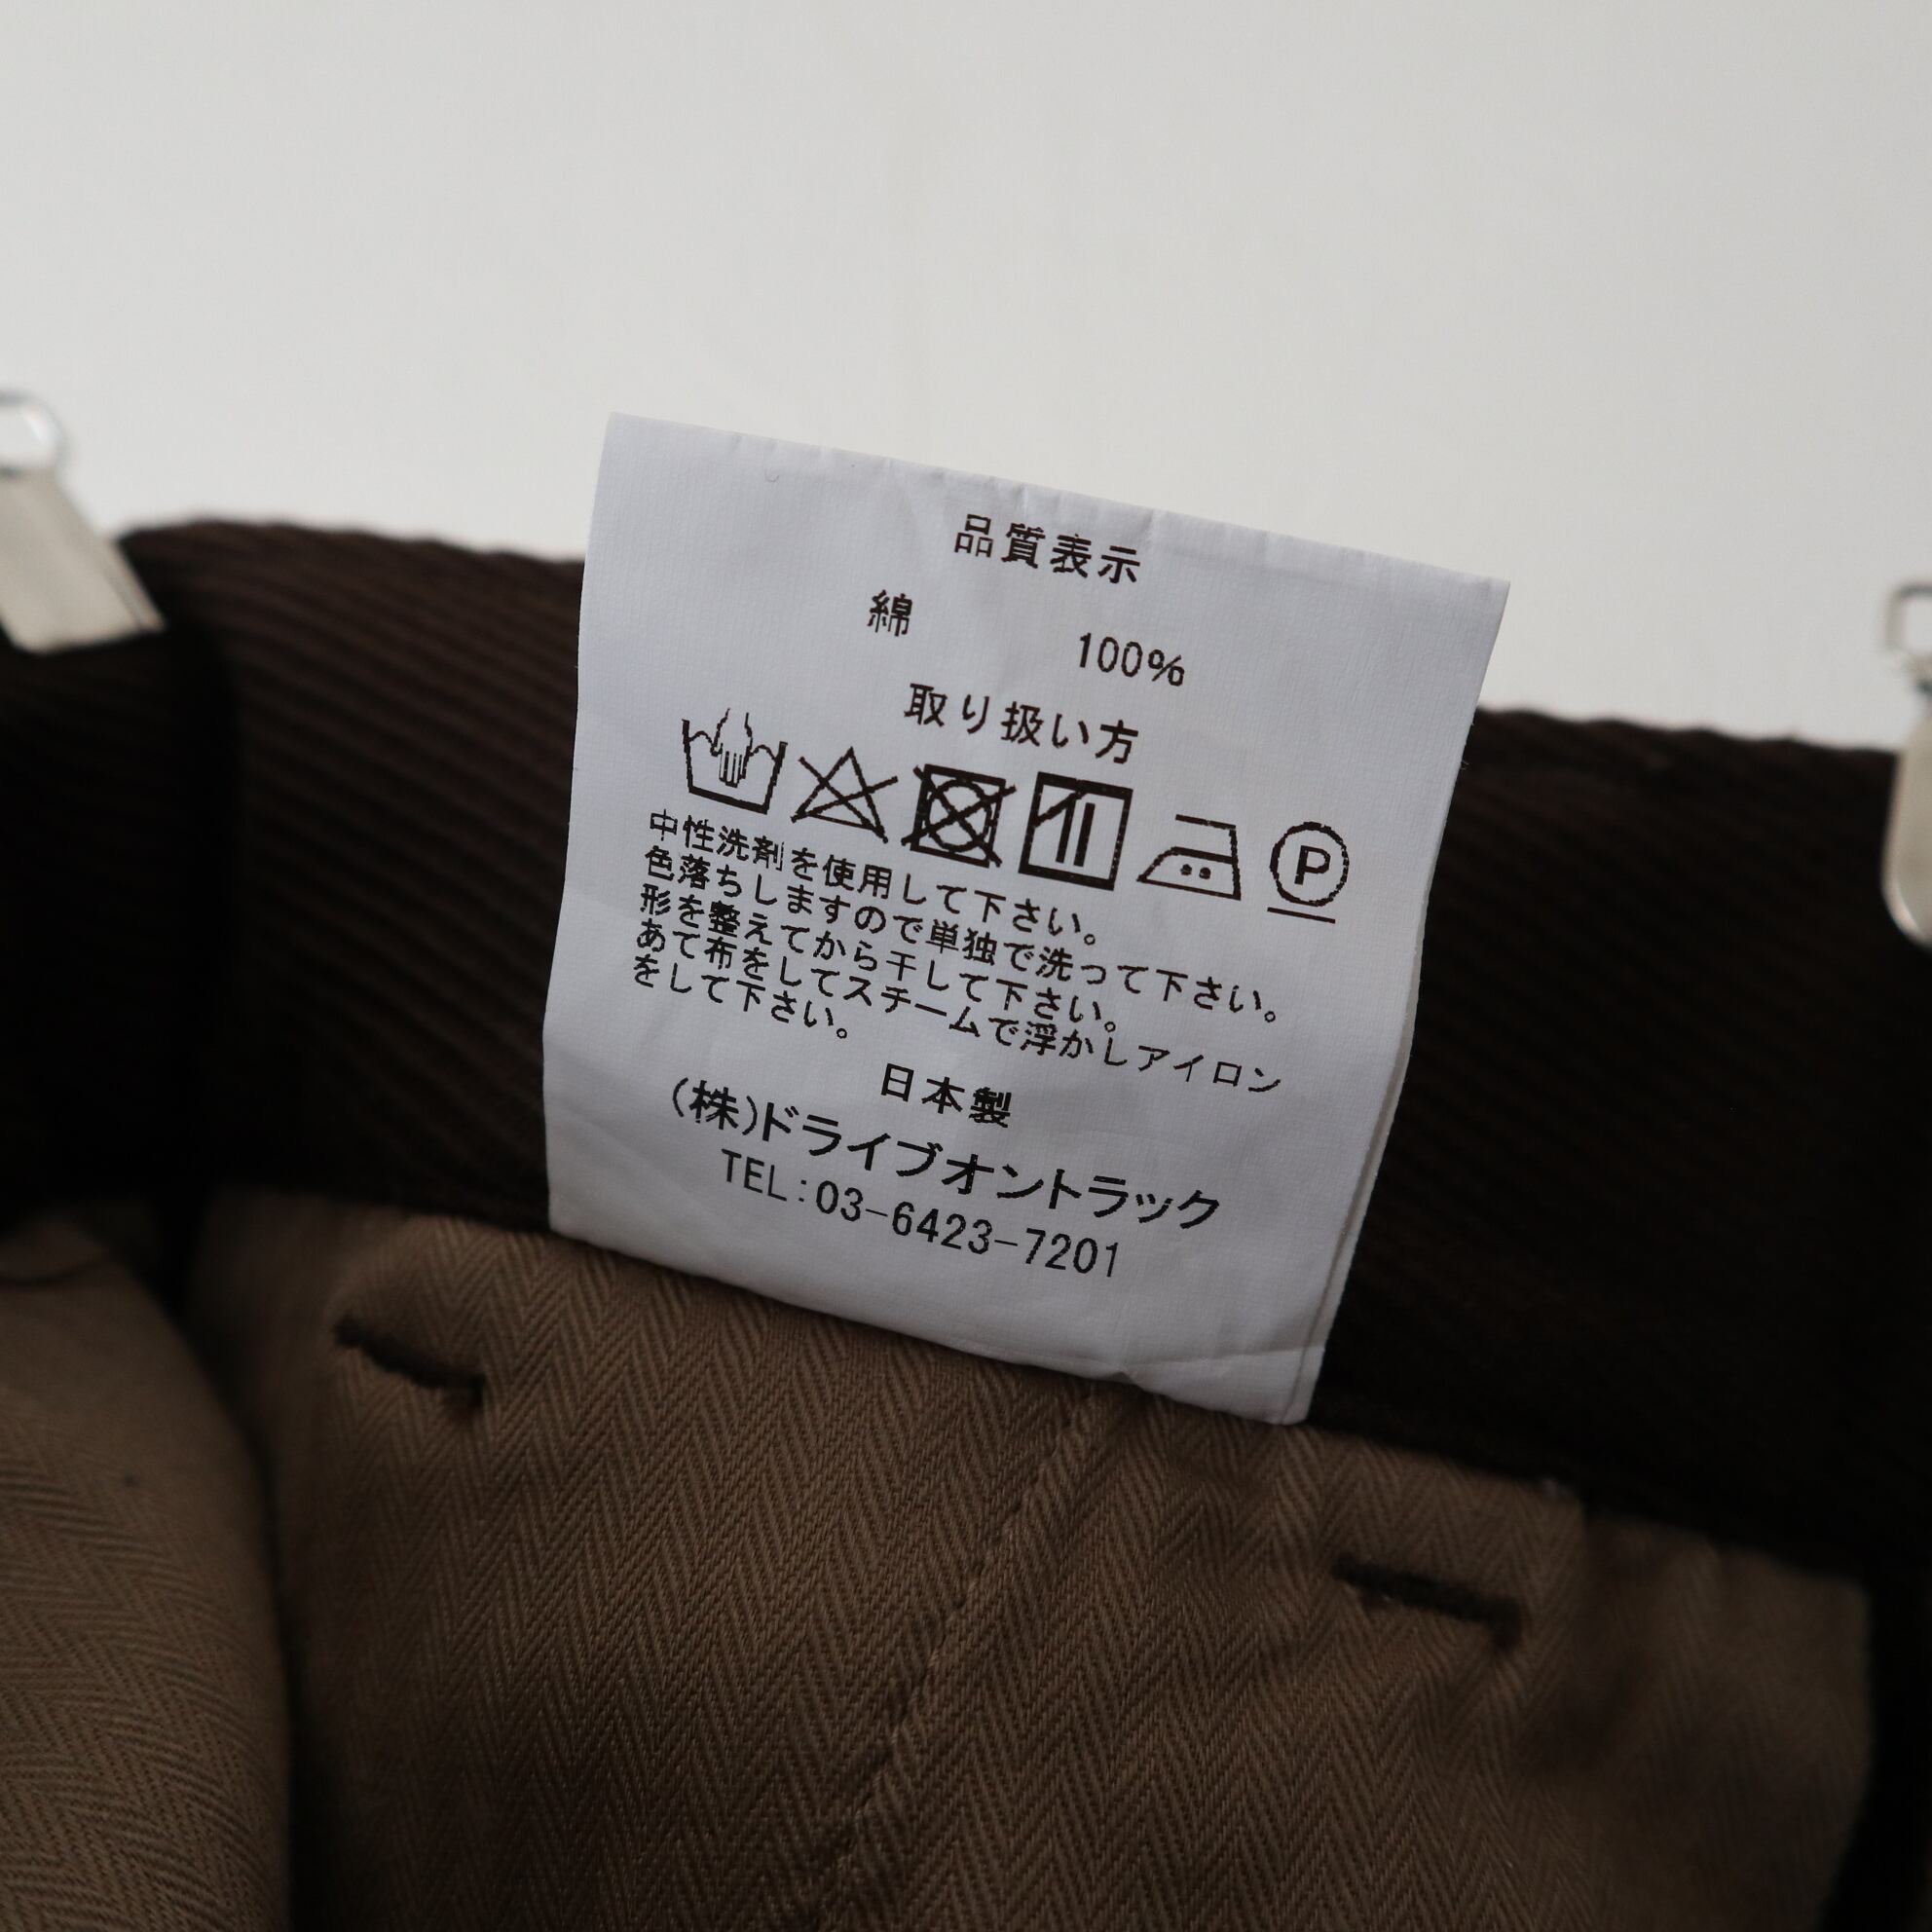 品質表示
綿 100%
取り扱い方
P
中性洗剤を使用して下さい。
色落ちしますので単独で洗って下さい。
形を整えてから干して下さい。
あて布をしてスチームで浮かしアイロン
をして下さい。
日本製
(株)ドライブオントラック
TEL:03-6423-7201